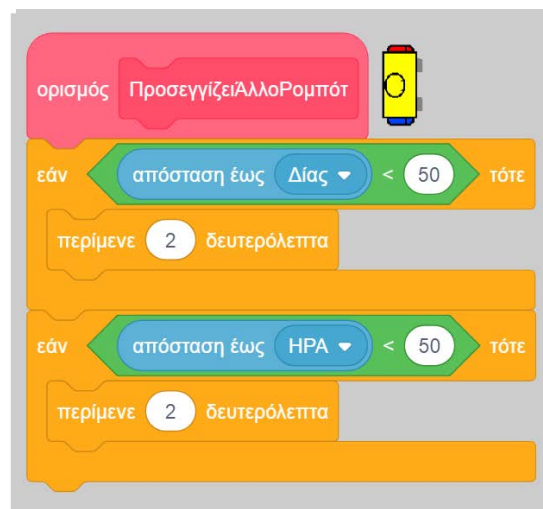 ορισμός ΠροσεγγίζειΆλλοΡομπότ
εάν απόσταση έως Δίας < 50 τότε
περίμενε 2 δευτερόλεπτα
εάν απόσταση έως ΗΡΑ < 50 τότε
περίμενε 2 δευτερόλεπτα